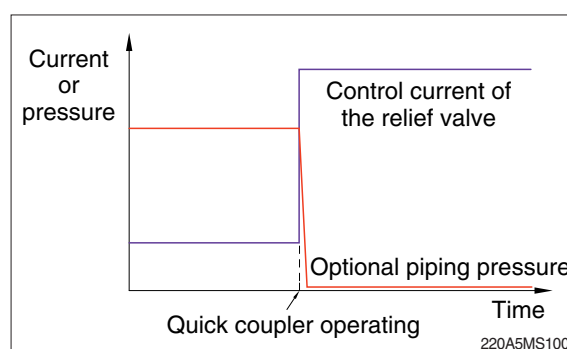 Current
or
pressure
Control current of
the relief valve
Optional piping pressure
Time
Quick coupler operating
220A5MS100